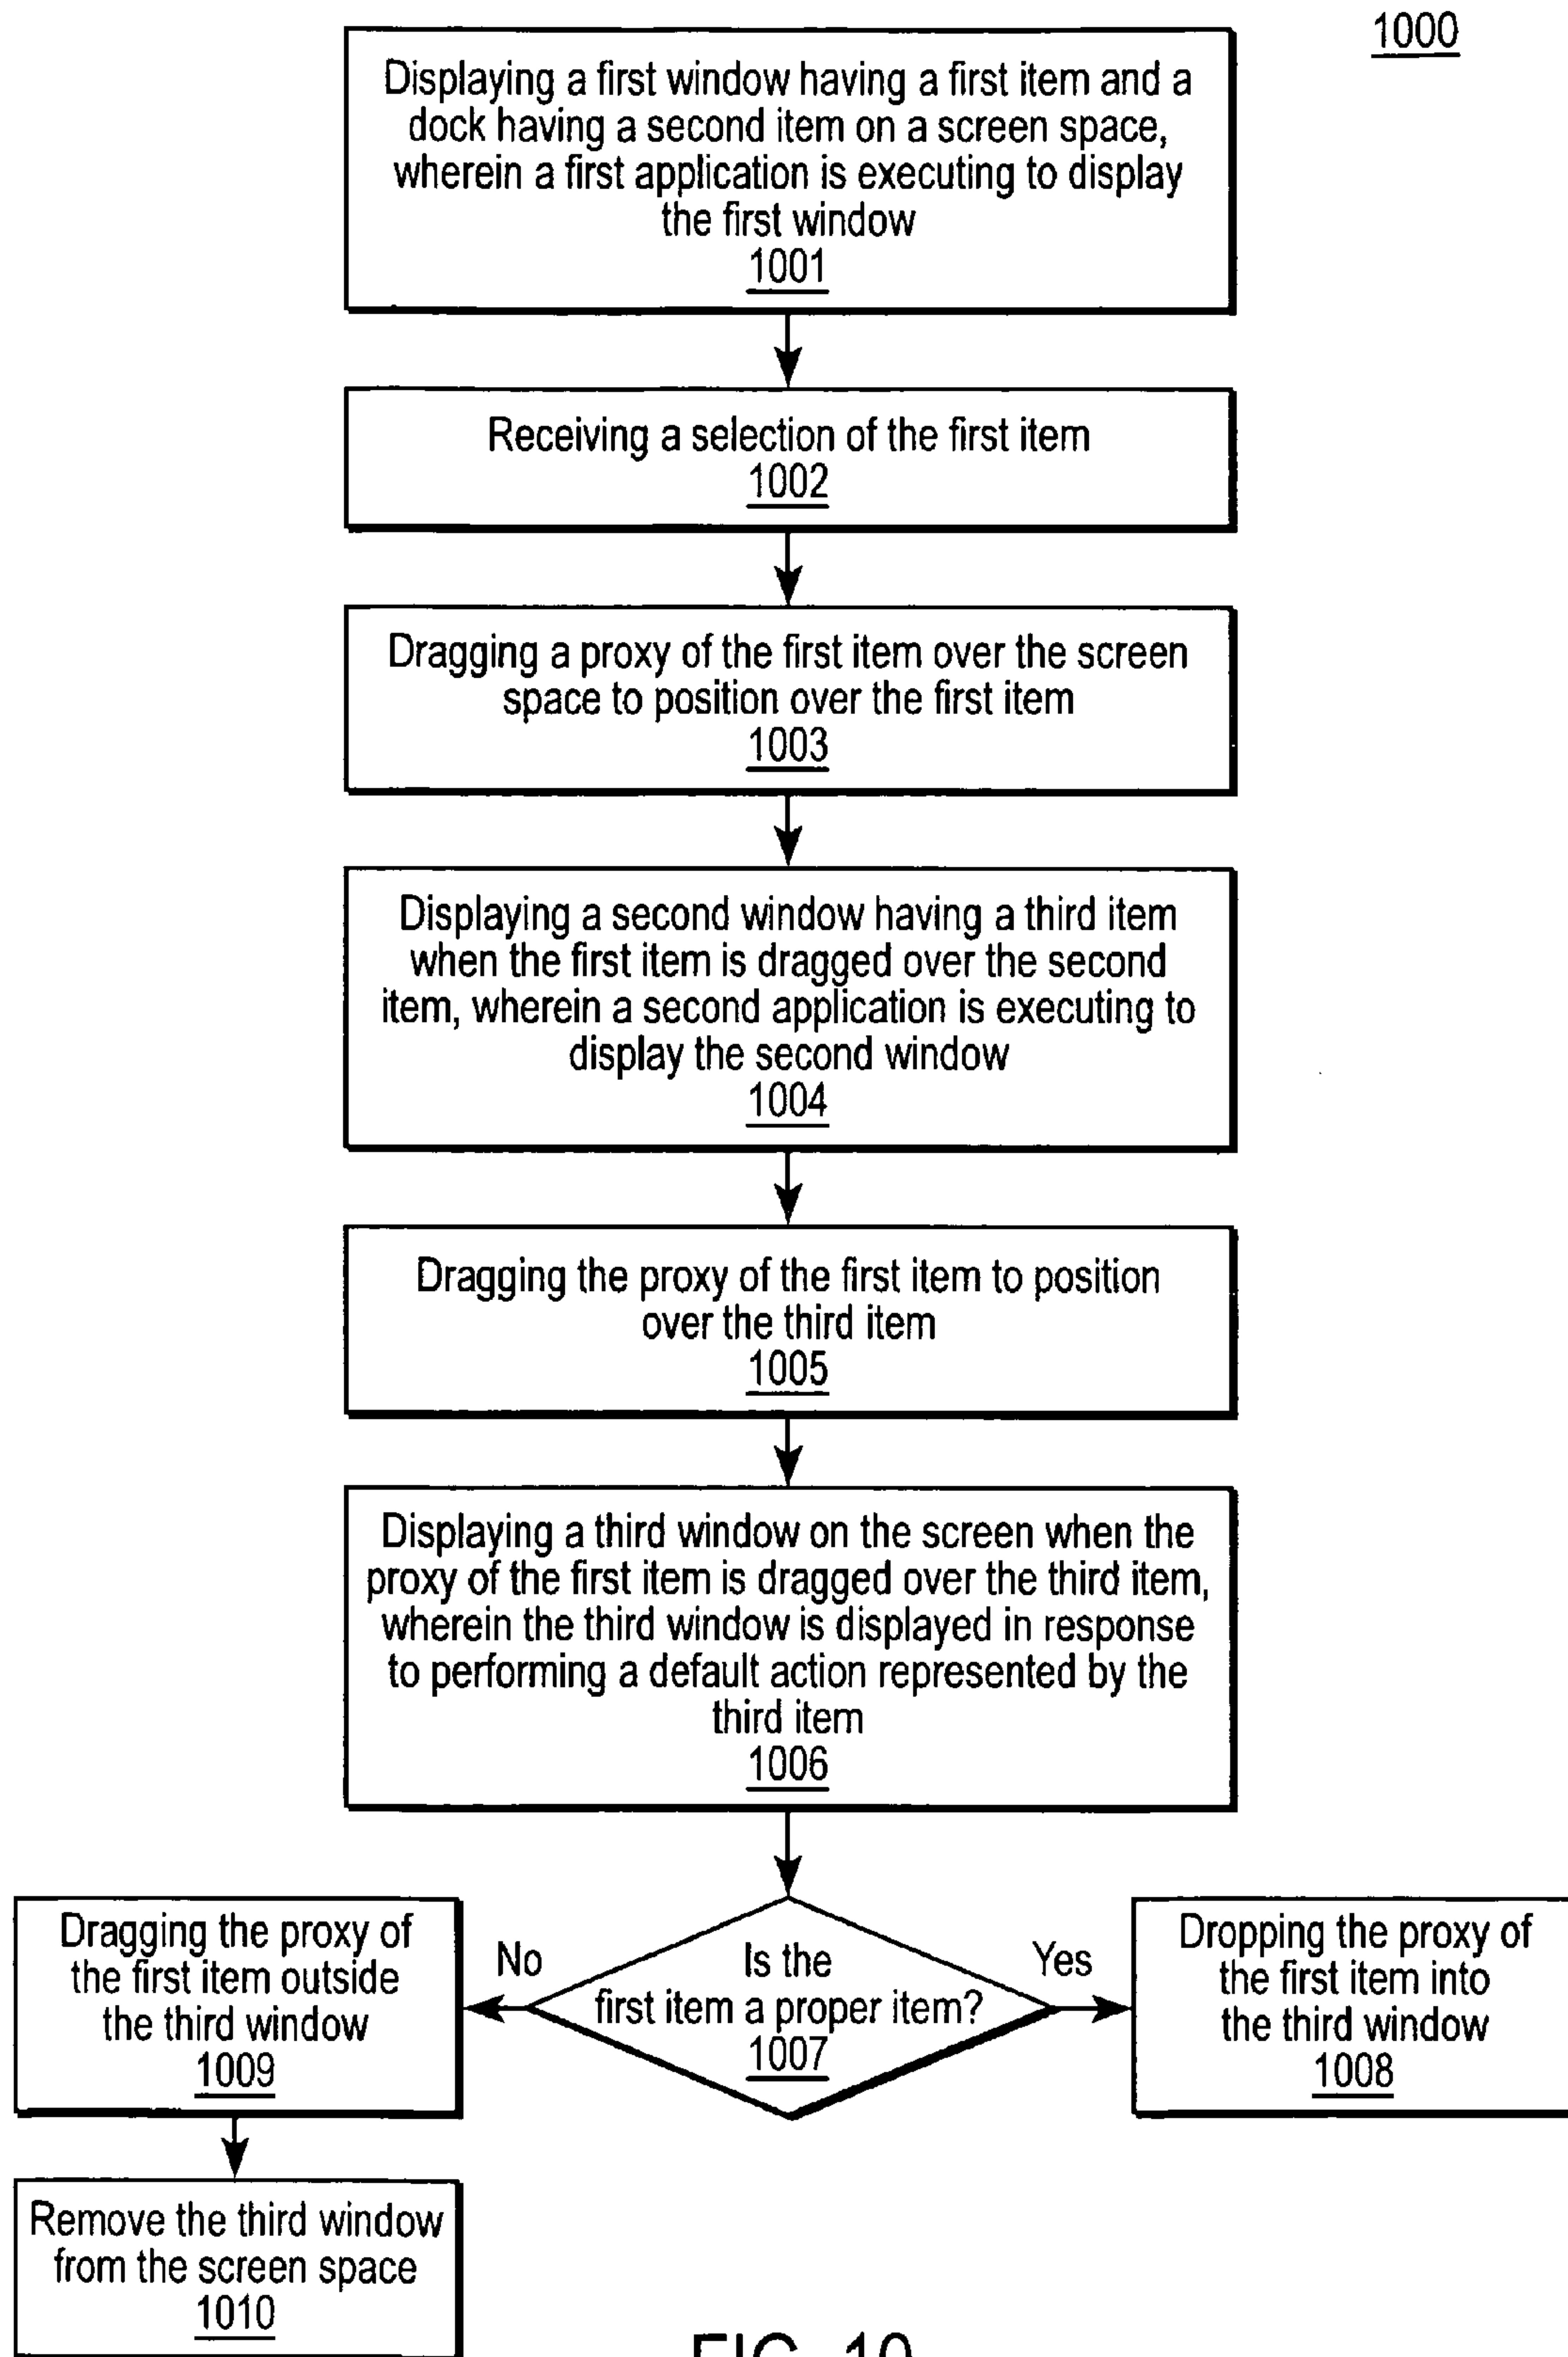 1000
Displaying a first window having a first item and a
dock having a second item on a screen space,
wherein a first application is executing to display
the first window
1001
Receiving a selection of the first item
1002
Dragging a proxy of the first item over the screen
space to position over the first item
1003
Displaying a second window having a third item
when the first item is dragged over the second
item, wherein a second application is executing to
display the second window
1004
Dragging the proxy of the first item to position
over the third item
1005
Displaying a third window on the screen when the
proxy of the first item is dragged over the third item,
wherein the third window is displayed in response
to performing a default action represented by the
third item
1006
Is the
first item a proper item?
1007
No
Yes
Dragging the proxy of
the first item outside
the third window
1009
Dropping the proxy of
the first item into
the third window
1008
Remove the third window
from the screen space
1010
FIG. 10